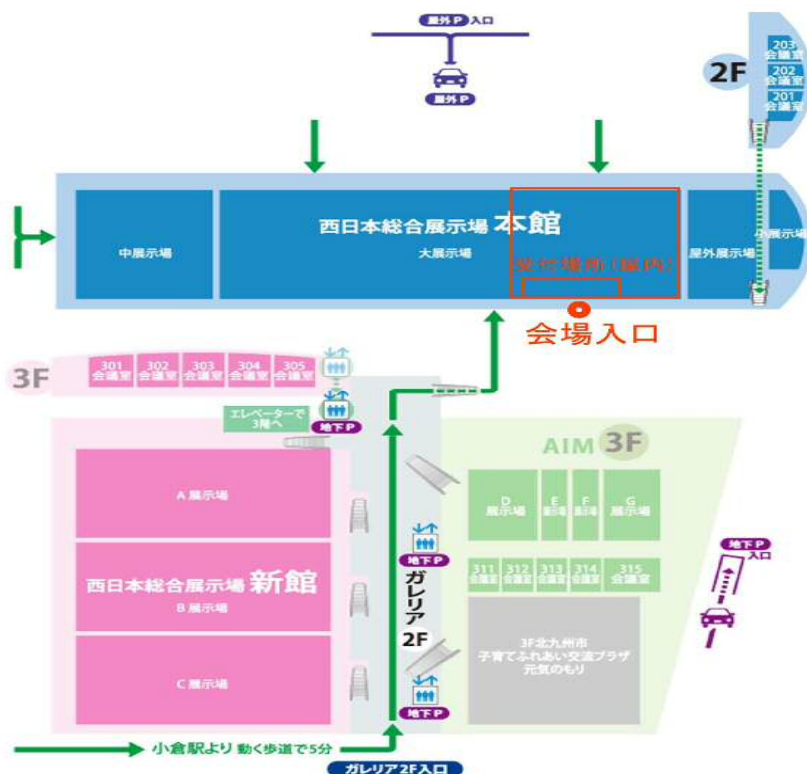 屋外P 入口
屋外P
2F
203
会議室
202
会議室
201
会議室
西日本総合展示場 本館
中展示場
大展示場
屋外展示場
小展示場
受付場所(屋内)
会場入口
3F
301
会議室
302
会議室
303
会議室
304
会議室
305
会議室
エレベーターで
3階へ
地下P
A展示場
西日本総合展示場 新館
B展示場
C展示場
ガレリア
2F
地下P
地下P
AIM 3F
D
展示場
E
展示場
F
展示場
G
展示場
311
会議室
312
会議室
313
会議室
314
会議室
315
会議室
3F北九州市
子育てふれあい交流プラザ
元気のもり
地下P
入口
小倉駅より 動く歩道で5分
ガレリア2F入口